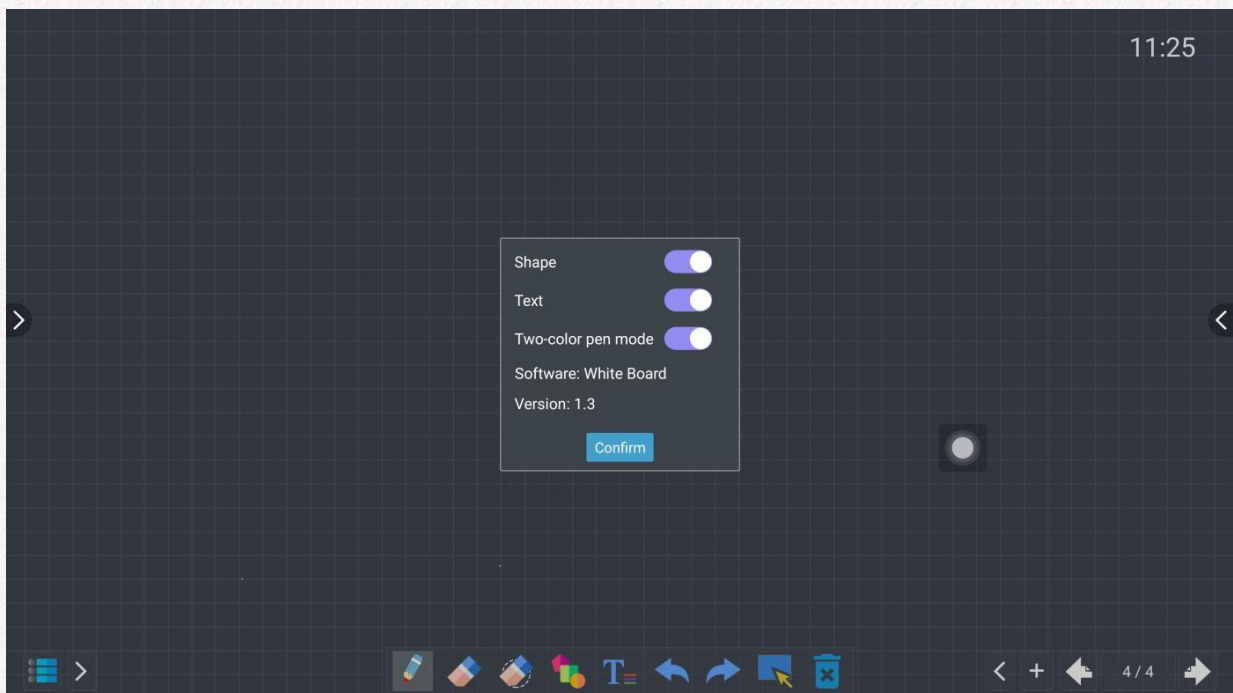 11:25
Shape
Text
Two-color pen mode
Software: White Board
Version: 1.3
Confirm
4/4